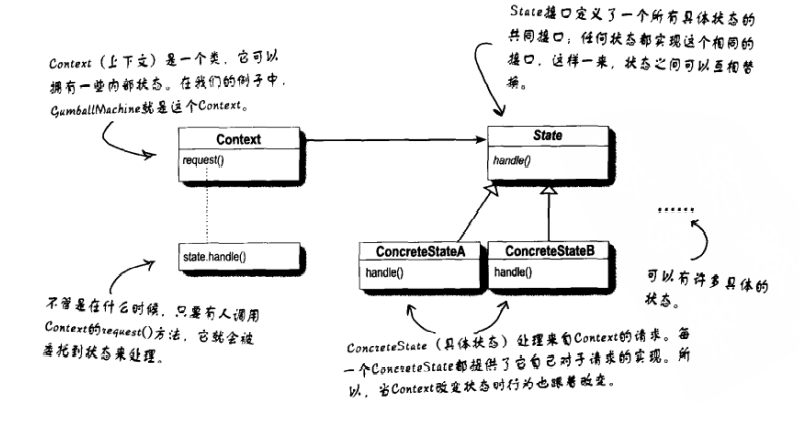 State接口定义了一个所有具体状态的
共同接口；任何状态都实现这个相同的
接口，这样一来，状态之间可以互相替
换。
Context（上下文）是一个类，它可以
拥有一些内部状态。在我们的例子中，
GumballMachine就是这个Context。
Context
request()
State
handle()
state.handle()
ConcreteStateA
handle()
ConcreteStateB
handle()
......
可以有许多具体的
状态。
不管是在什么时候，只要有人调用
Context的request()方法，它就会被
委托到状态来处理。
ConcreteState（具体状态）处理来自Context的请求。每
一个ConcreteState都提供了它自己对于请求的实现。所
以，当Context改变状态时行为也跟着改变。